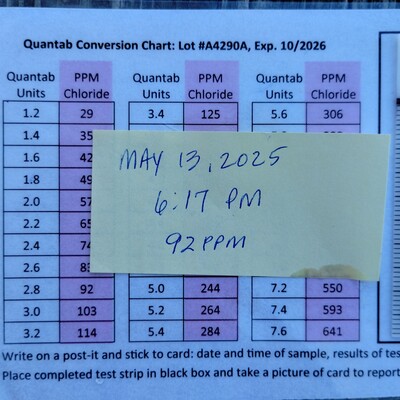 Quantab Conversion Chart: Lot #A4290A, Exp. 10/2026
Quantab Units PPM Chloride Quantab Units PPM Chloride Quantab Units PPM Chloride
1.2 29 3.4 125 5.6 306
1.4 35
1.6 42
1.8 49
2.0 57
2.2
2.4
2.6
2.8 92 5.0 244 7.2 550
3.0 103 5.2 264 7.4 593
3.2 114 5.4 284 7.6 641
MAY 13, 2025
6:17 PM
92 PPM
Write on a post-it and stick to card: date and time of sample, results of
Place completed test strip in black box and take a picture of card to report